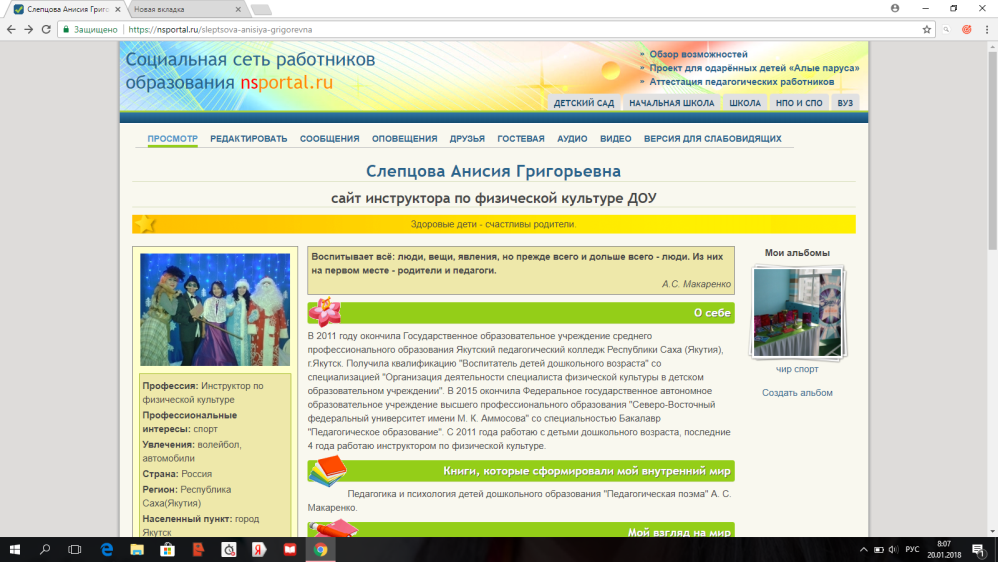 Слепцова Анисия Григ
Новая вкладка
Защищено
https://nsportal.ru/sleptsova-anisiya-grigorevna
Социальная сеть работников
образования nsportal.ru
» Обзор возможностей
» Проект для одарённых детей «Алые паруса»
» Аттестация педагогических работников
ДЕТСКИЙ САД НАЧАЛЬНАЯ ШКОЛА ШКОЛА НПО И СПО ВУЗ
ПРОСМОТР РЕДАКТИРОВАТЬ СООБЩЕНИЯ ОПОВЕЩЕНИЯ ДРУЗЬЯ ГОСТЕВАЯ АУДИО ВИДЕО ВЕРСИЯ ДЛЯ СЛАБОВИДЯЩИХ
Слепцова Анисия Григорьевна
сайт инструктора по физической культуре ДОУ
Здоровые дети - счастливы родители.
Профессия: Инструктор по
физической культуре
Профессиональные
интересы: спорт
Увлечения: волейбол,
автомобили
Страна: Россия
Регион: Республика
Саха(Якутия)
Населенный пункт: город
Якутск
Воспитывает всё: люди, вещи, явления, но прежде всего и дольше всего - люди. Из них
на первом месте - родители и педагоги.
А.С. Макаренко
О себе
В 2011 году окончила Государственное образовательное учреждение среднего
профессионального образования Якутский педагогический колледж Республики Саха (Якутия),
г.Якутск. Получила квалификацию "Воспитатель детей дошкольного возраста" со
специализацией "Организация деятельности специалиста физической культуры в детском
образовательном учреждении". В 2015 окончила Федеральное государственное автономное
образовательное учреждение высшего профессионального образования "Северо-Восточный
федеральный университет имени М. К. Аммосова" со специальностью Бакалавр
"Педагогическое образование". С 2011 года работаю с детьми дошкольного возраста, последние
4 года работаю инструктором по физической культуре.
Книги, которые сформировали мой внутренний мир
Педагогика и психология детей дошкольного образования "Педагогическая поэма" А. С.
Макаренко.
Мой взгляд на мир
Мои альбомы
чир спорт
Создать альбом
РУС
8:07
20.01.2018
1